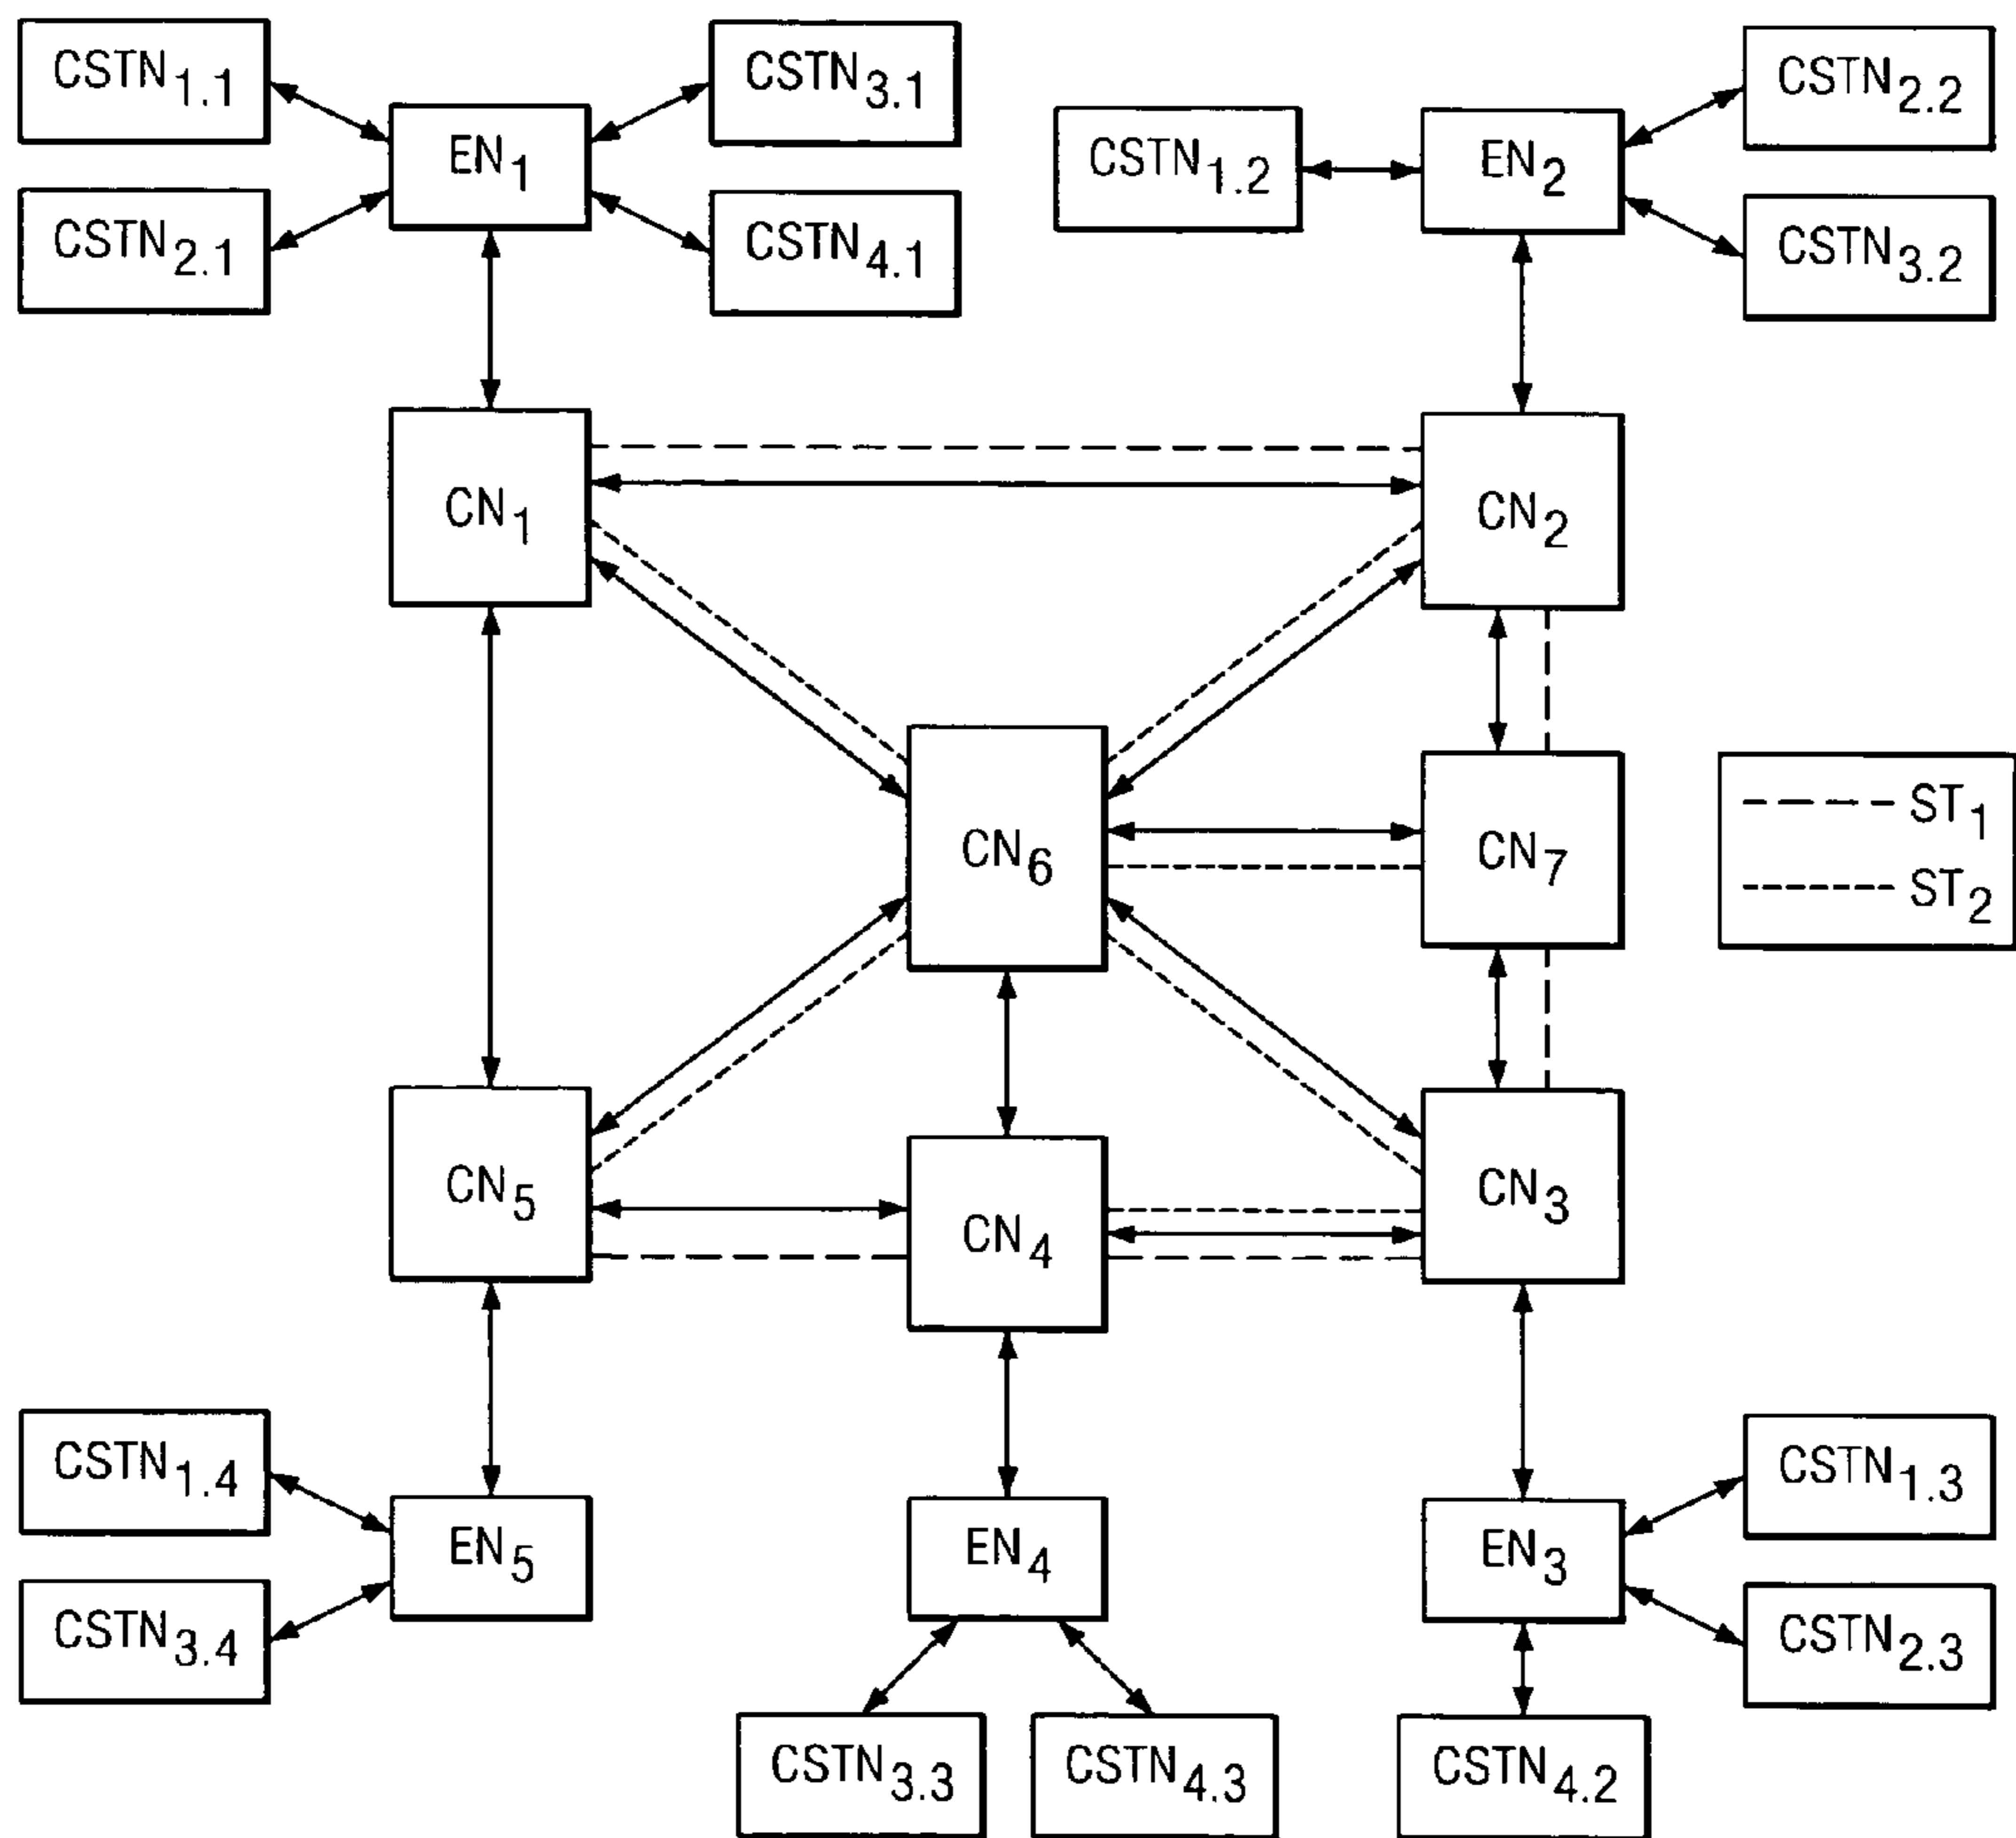 CSTN1.1
CSTN3.1
CSTN2.2
EN1
EN2
CSTN1.2
CSTN2.1
CSTN4.1
CSTN3.2
CN1
CN2
CN6
CN7
ST1
ST2
CN5
CN4
CN3
CSTN1.4
CSTN1.3
EN5
EN4
EN3
CSTN3.4
CSTN2.3
CSTN3.3
CSTN4.3
CSTN4.2